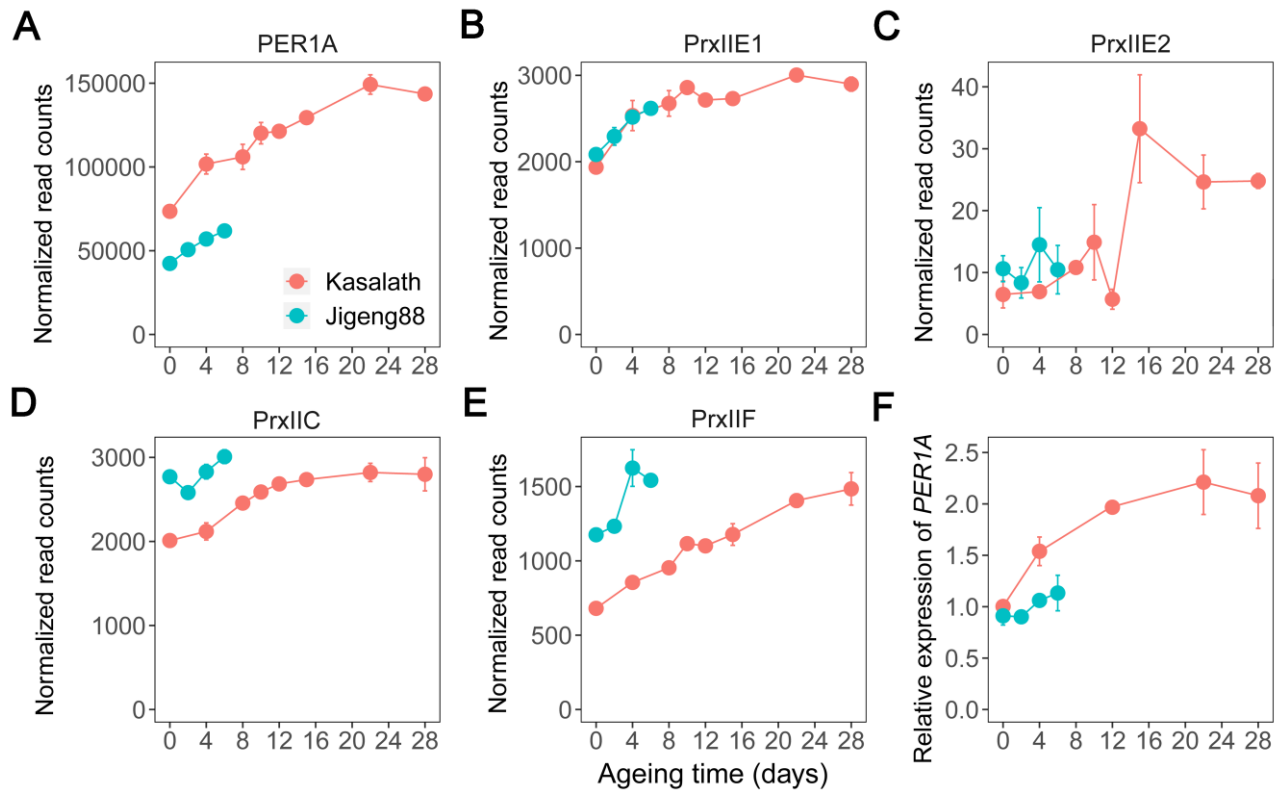 A
PER1A
Normalized read counts
150000
100000
50000
0
Kasalath
Jigeng88
0 4 8 12 16 20 24 28
B
PrxIIE1
Normalized read counts
3000
2000
1000
0
0 4 8 12 16 20 24 28
C
PrxIIE2
Normalized read counts
40
30
20
10
0
0 4 8 12 16 20 24 28
D
PrxIIC
Normalized read counts
3000
2000
1000
0
0 4 8 12 16 20 24 28
E
PrxIIF
Normalized read counts
1500
1000
500
0
0 4 8 12 16 20 24 28
Ageing time (days)
F
Relative expression of PER1A
2.5
2.0
1.5
1.0
0.5
0.0
0 4 8 12 16 20 24 28